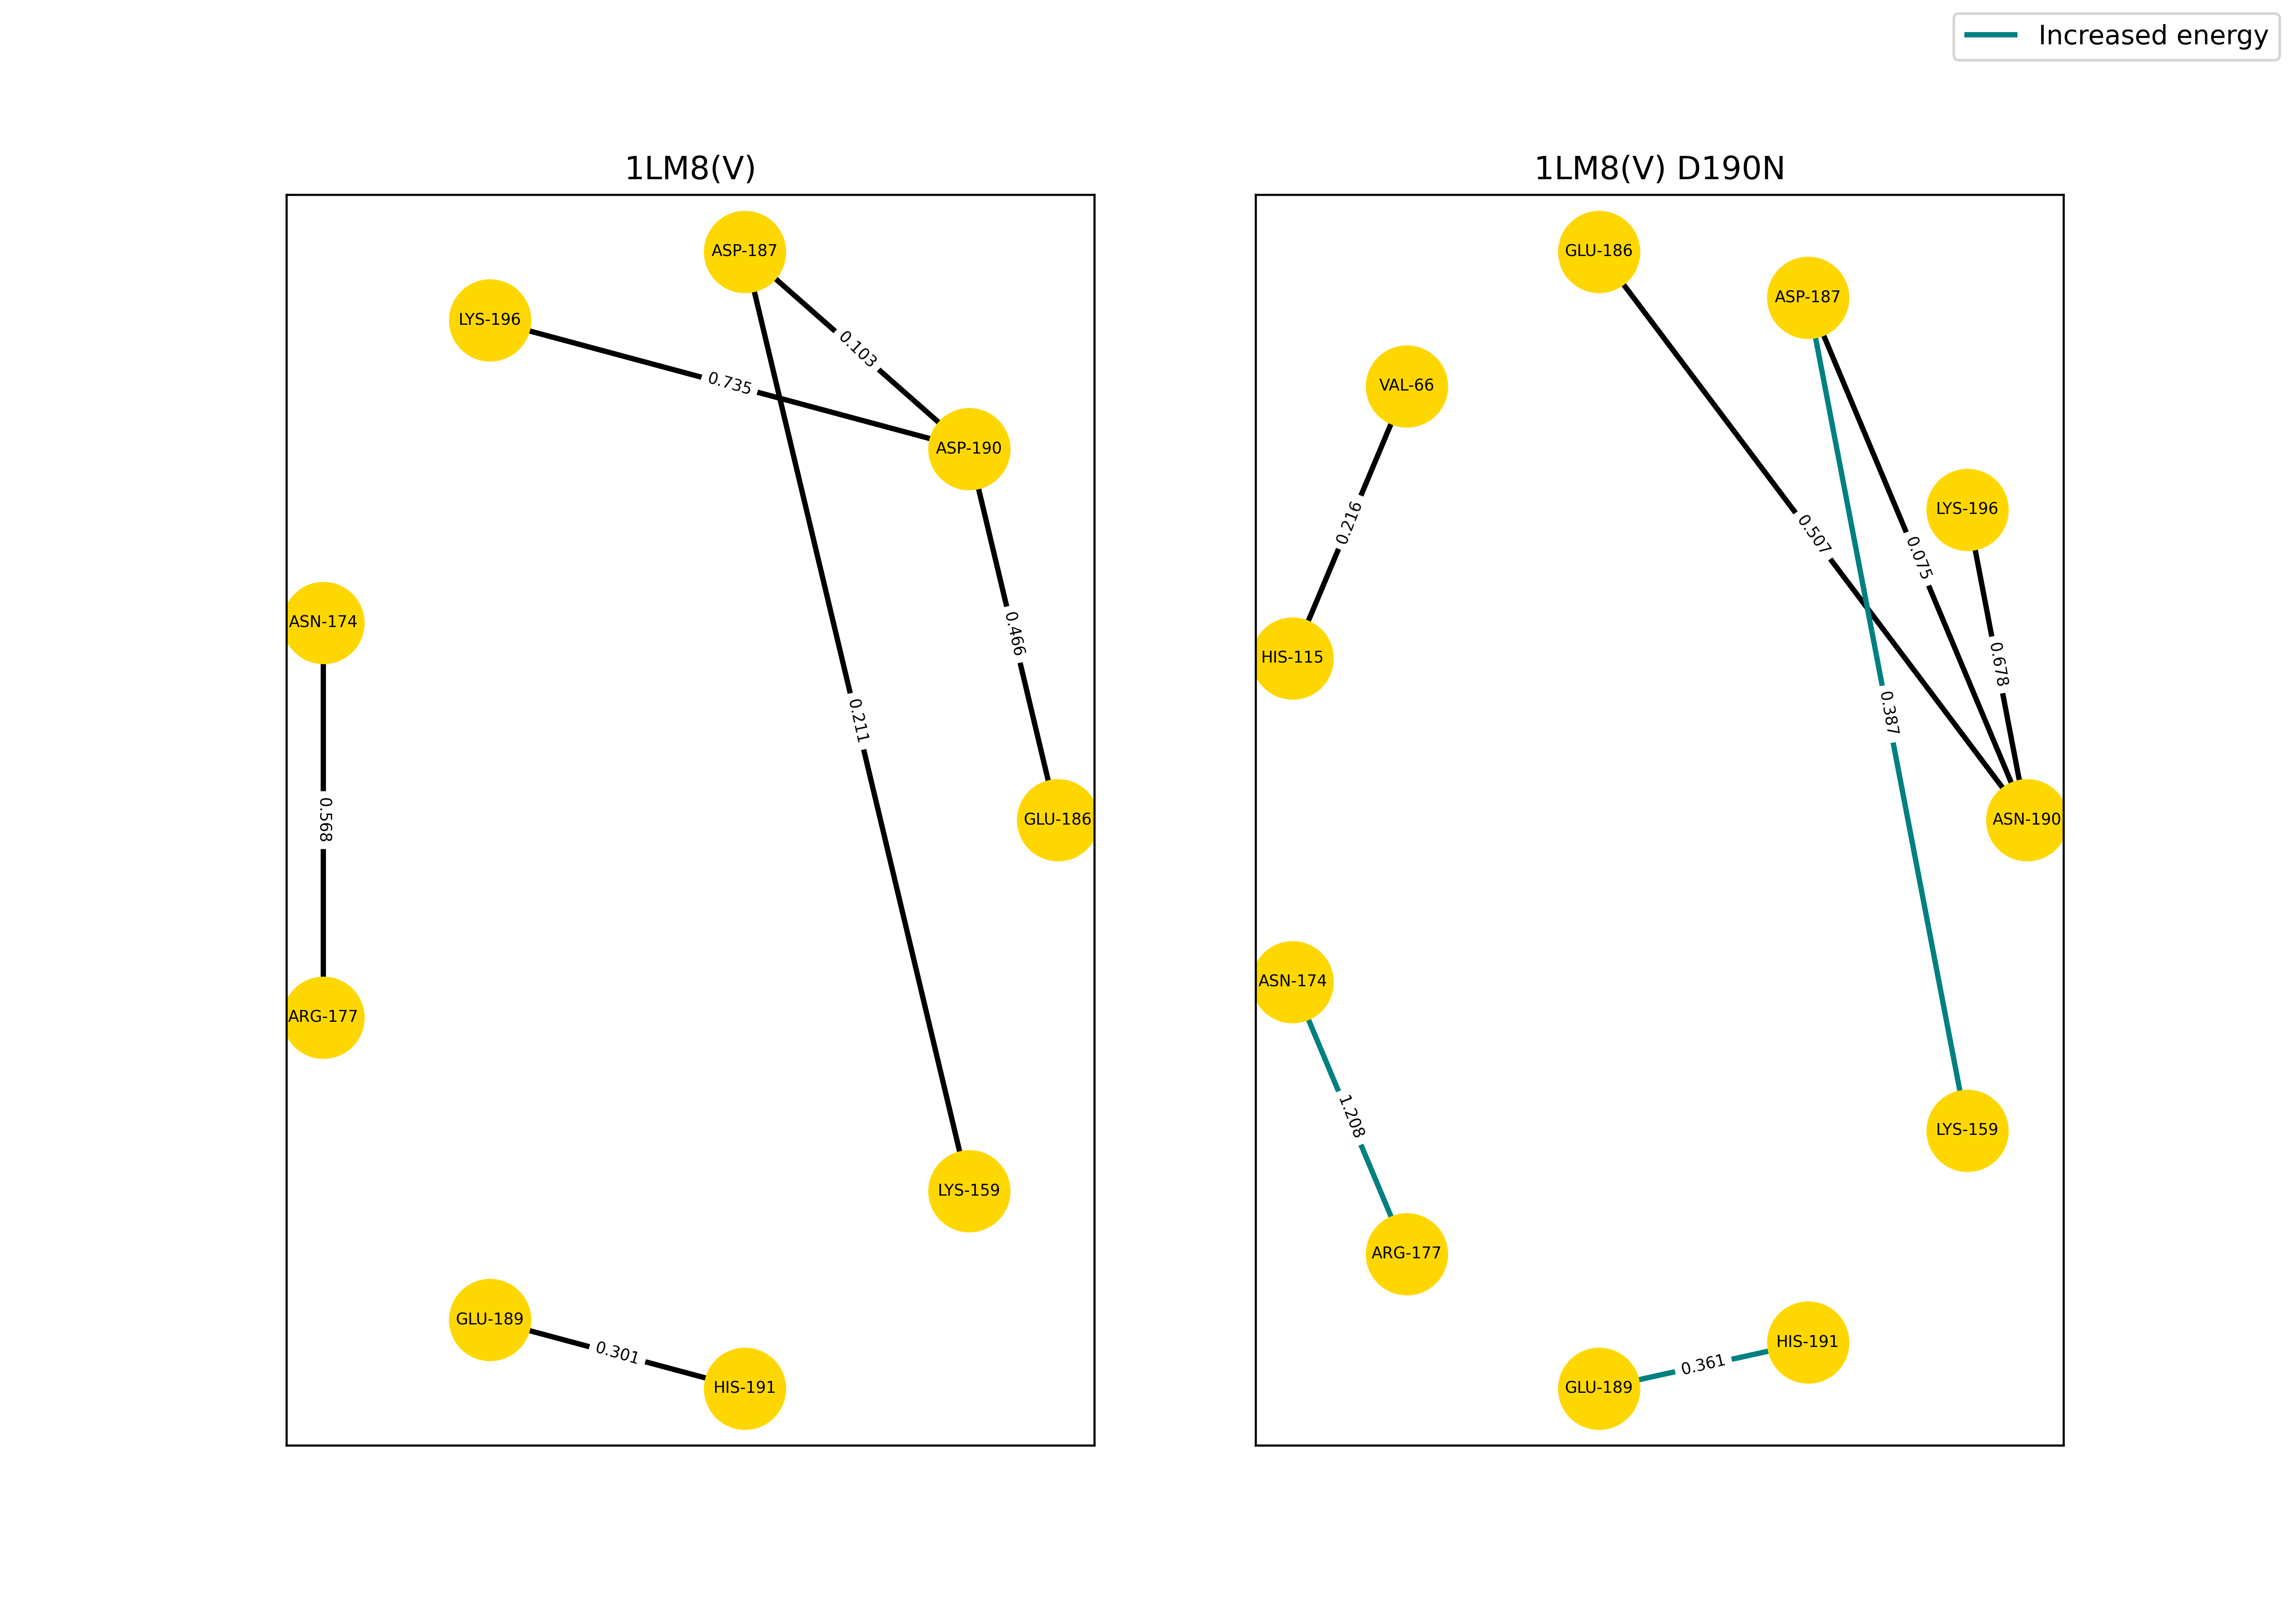 Increased energy
1LM8(V)
ASP-187
LYS-196
0.103
0.735
ASP-190
ASN-174
0.466
0.211
0.568
GLU-186
ARG-177
LYS-159
GLU-189
0.301
HIS-191
1LM8(V) D190N
GLU-186
ASP-187
VAL-66
LYS-196
0.216
0.507
0.075
HIS-115
0.678
0.387
ASN-190
ASN-174
1.208
LYS-159
ARG-177
HIS-191
0.361
GLU-189